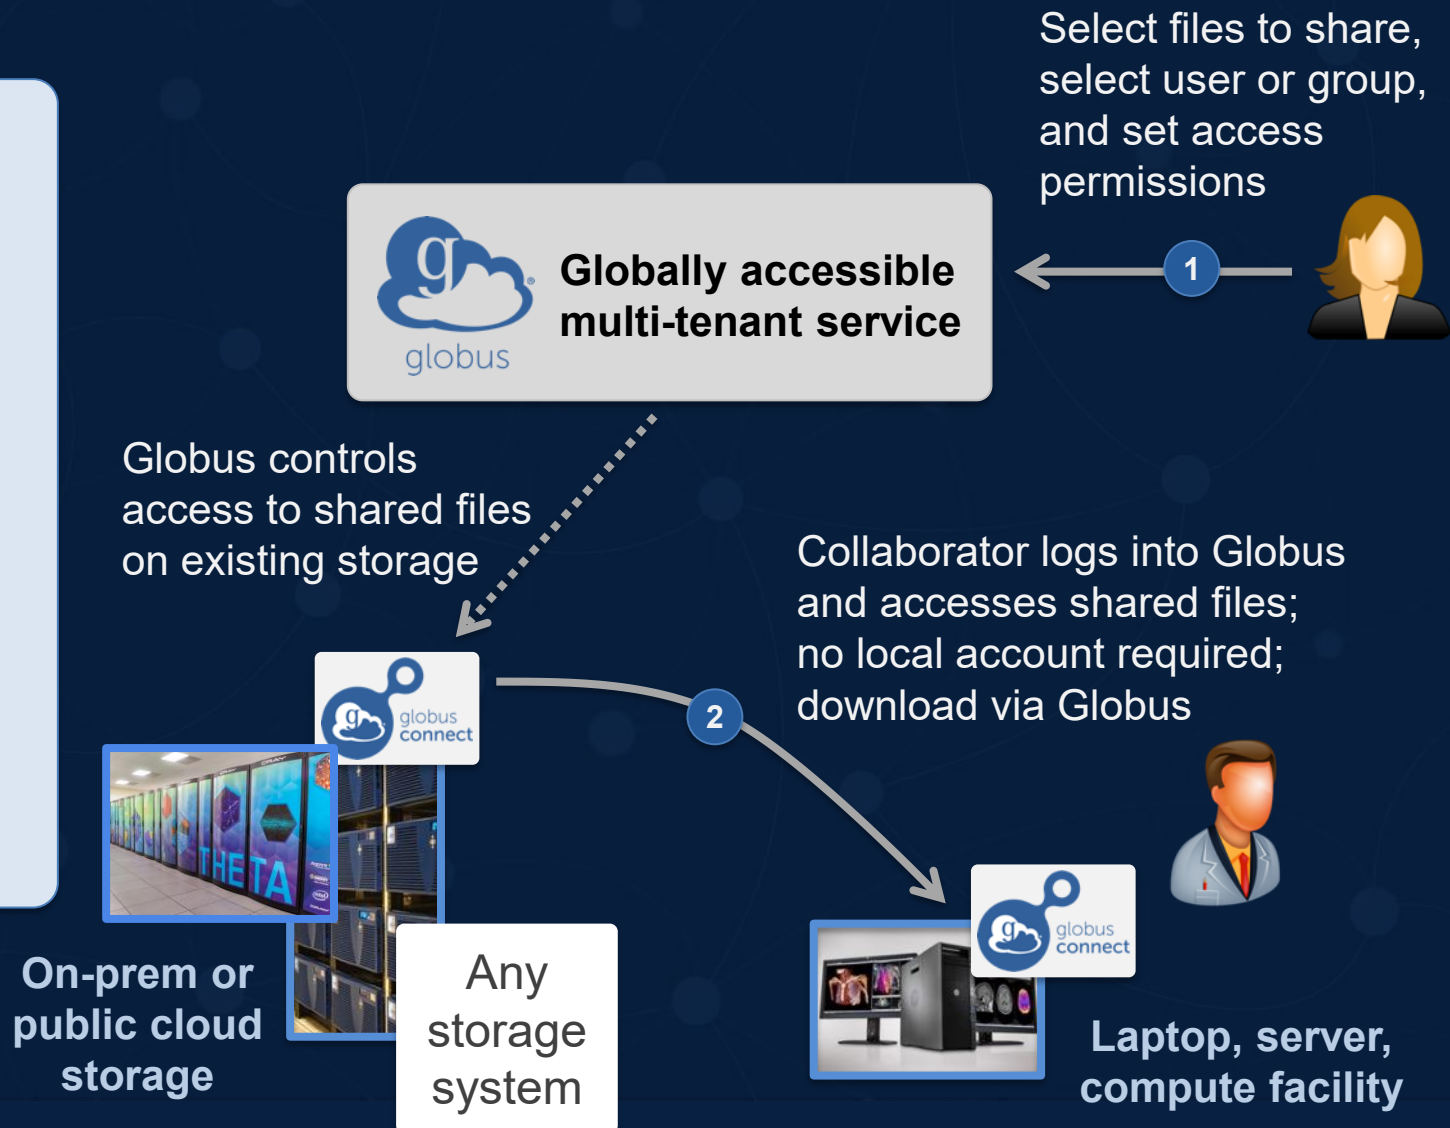 Select files to share,
select user or group,
and set access
permissions
1
g
globus
®
Globally accessible
multi-tenant service
Globus controls
access to shared files
on existing storage
Collaborator logs into Globus
and accesses shared files;
no local account required;
download via Globus
2
g
globus
connect
THETA
On-prem or
public cloud
storage
Any
storage
system
g
globus
connect
Laptop, server,
compute facility